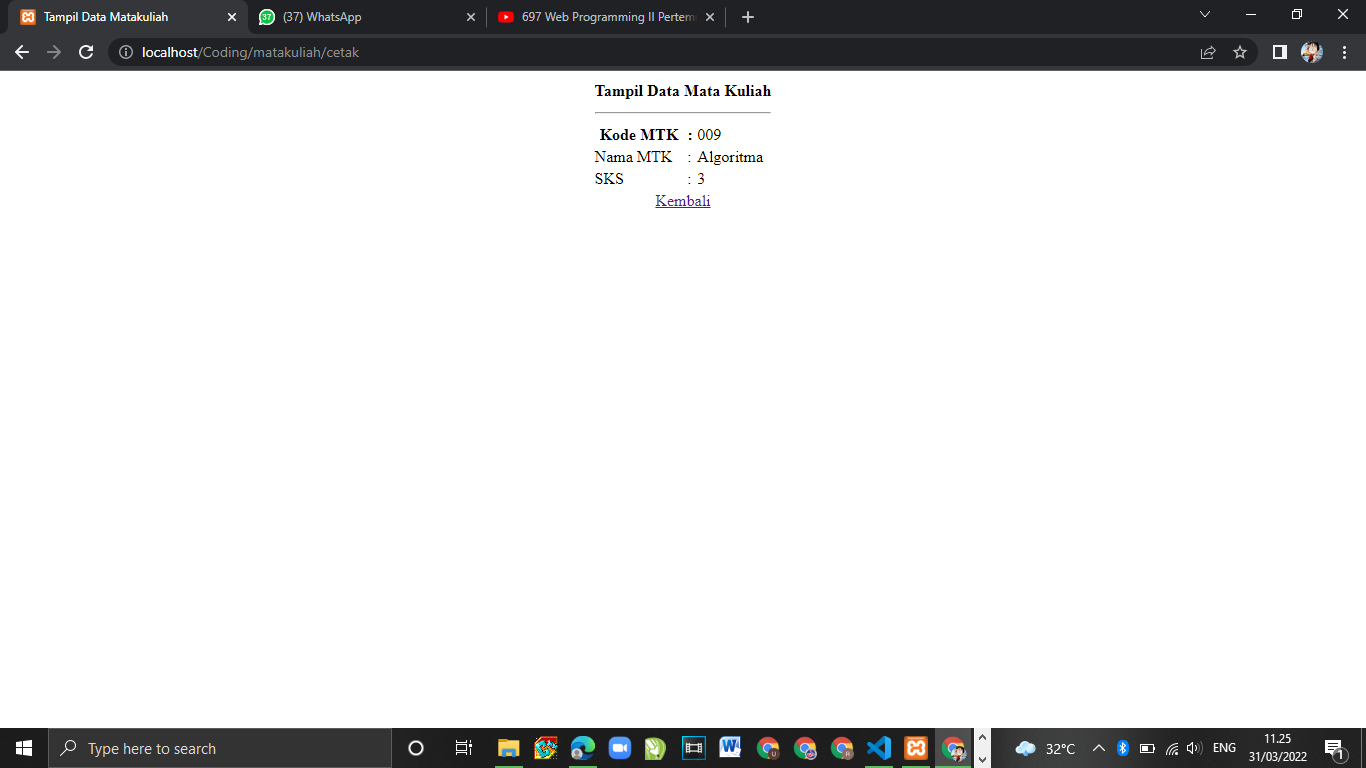 Tampil Data Matakuliah
37 (37) WhatsApp
697 Web Programming II Pertem
localhost/Coding/matakuliah/cetak
Tampil Data Mata Kuliah
Kode MTK : 009
Nama MTK : Algoritma
SKS : 3
Kembali
Type here to search
32°C
ENG
11.25
31/03/2022
1